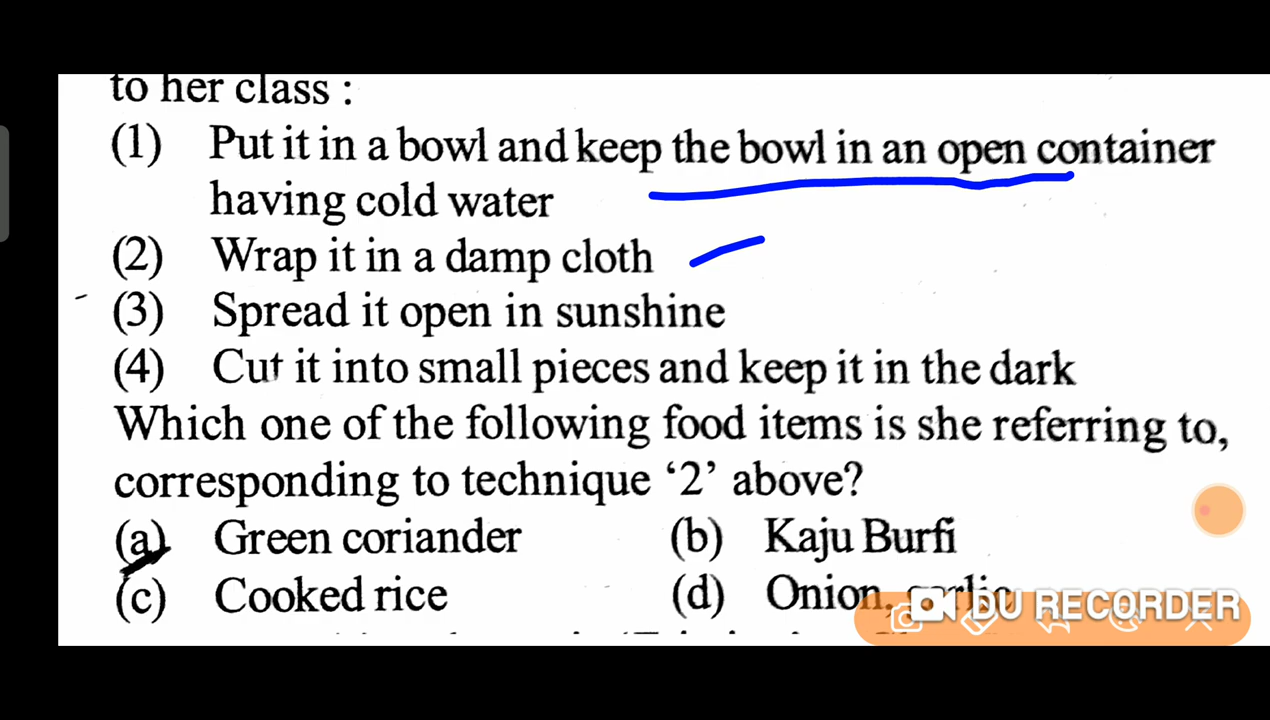 to her class :
(1) Put it in a bowl and keep the bowl in an open container
having cold water
(2) Wrap it in a damp cloth
(3) Spread it open in sunshine
(4) Cut it into small pieces and keep it in the dark
Which one of the following food items is she referring to,
corresponding to technique ‘2’ above?
(a) Green coriander (b) Kaju Burfi
(c) Cooked rice (d) Onion, garlic
DU RECORDER